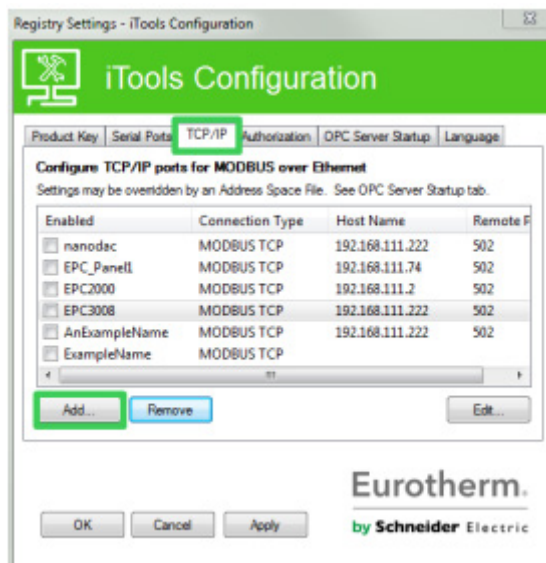 Registry Settings - iTools Configuration
iTools Configuration
Product Key Serial Ports TCP/IP Authorization OPC Server Startup Language
Configure TCP/IP ports for MODBUS over Ethernet
Settings may be overridden by an Address Space File. See OPC Server Startup tab.
Enabled Connection Type Host Name Remote P
nanodac MODBUS TCP 192.168.111.222 502
EPC_Panel1 MODBUS TCP 192.168.111.74 502
EPC2000 MODBUS TCP 192.168.111.2 502
EPC3008 MODBUS TCP 192.168.111.222 502
AnExampleName MODBUS TCP 192.168.111.222 502
ExampleName MODBUS TCP
Add... Remove Edit...
Eurotherm.
OK Cancel Apply by Schneider Electric